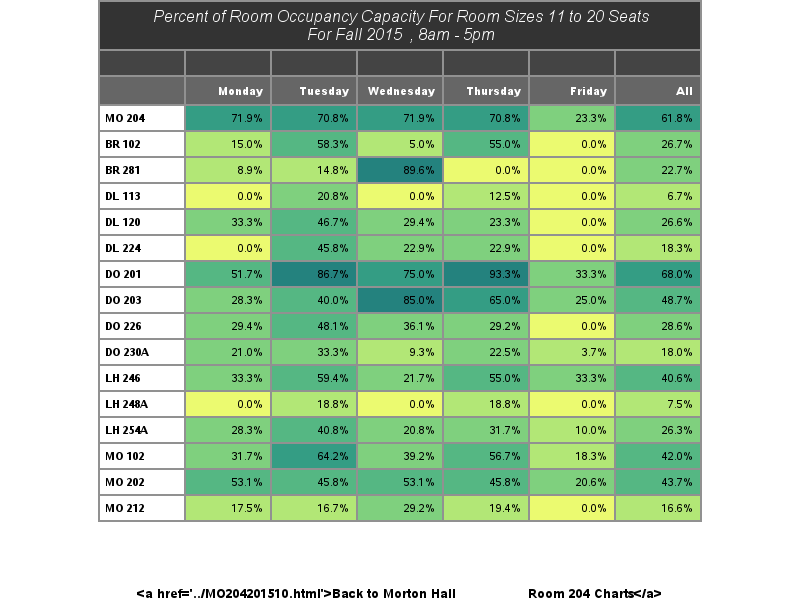 Percent of Room Occupancy Capacity For Room Sizes 11 to 20 Seats
For Fall 2015 , 8am - 5pm
Monday Tuesday Wednesday Thursday Friday All
MO 204 71.9% 70.8% 71.9% 70.8% 23.3% 61.8%
BR 102 15.0% 58.3% 5.0% 55.0% 0.0% 26.7%
BR 281 8.9% 14.8% 89.6% 0.0% 0.0% 22.7%
DL 113 0.0% 20.8% 0.0% 12.5% 0.0% 6.7%
DL 120 33.3% 46.7% 29.4% 23.3% 0.0% 26.6%
DL 224 0.0% 45.8% 22.9% 22.9% 0.0% 18.3%
DO 201 51.7% 86.7% 75.0% 93.3% 33.3% 68.0%
DO 203 28.3% 40.0% 85.0% 65.0% 25.0% 48.7%
DO 226 29.4% 48.1% 36.1% 29.2% 0.0% 28.6%
DO 230A 21.0% 33.3% 9.3% 22.5% 3.7% 18.0%
LH 246 33.3% 59.4% 21.7% 55.0% 33.3% 40.6%
LH 248A 0.0% 18.8% 0.0% 18.8% 0.0% 7.5%
LH 254A 28.3% 40.8% 20.8% 31.7% 10.0% 26.3%
MO 102 31.7% 64.2% 39.2% 56.7% 18.3% 42.0%
MO 202 53.1% 45.8% 53.1% 45.8% 20.6% 43.7%
MO 212 17.5% 16.7% 29.2% 19.4% 0.0% 16.6%
<a href='../MO204201510.html'>Back to Morton Hall Room 204 Charts</a>